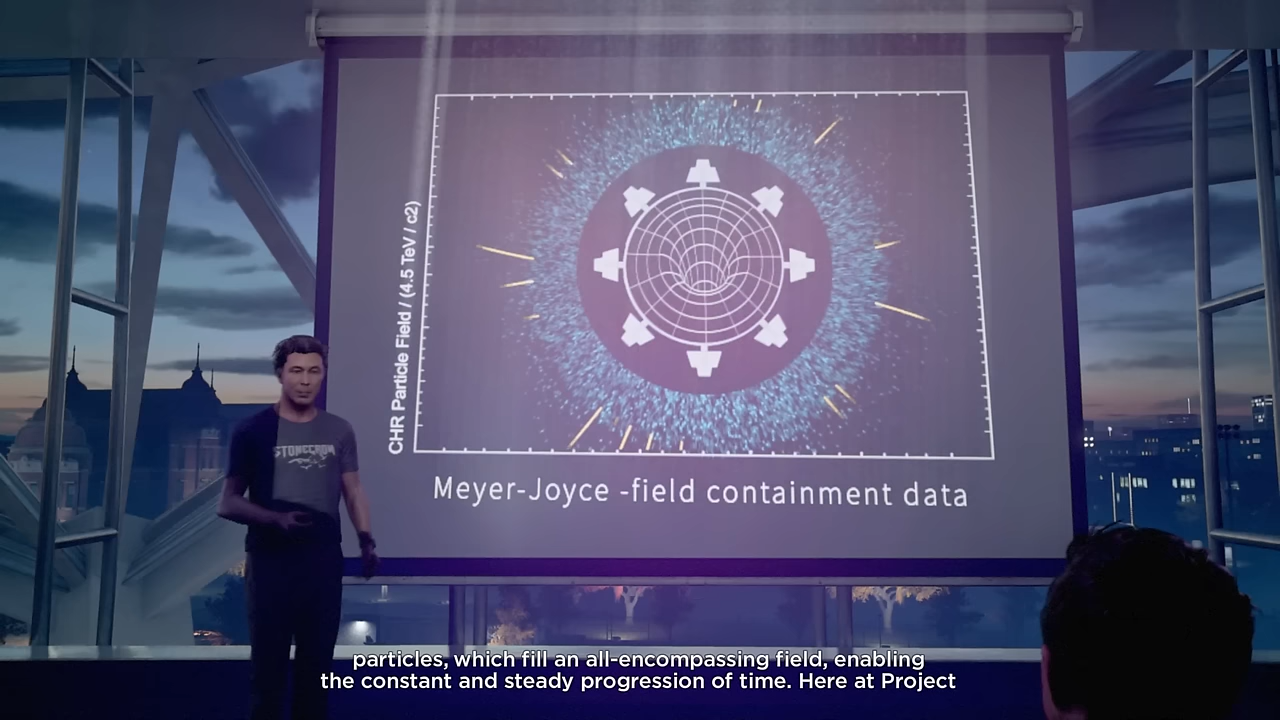 CHR Particle Field / (4.5 TeV / c2)
STONECROW
Meyer-Joyce -field containment data
particles, which fill an all-encompassing field, enabling
the constant and steady progression of time. Here at Project